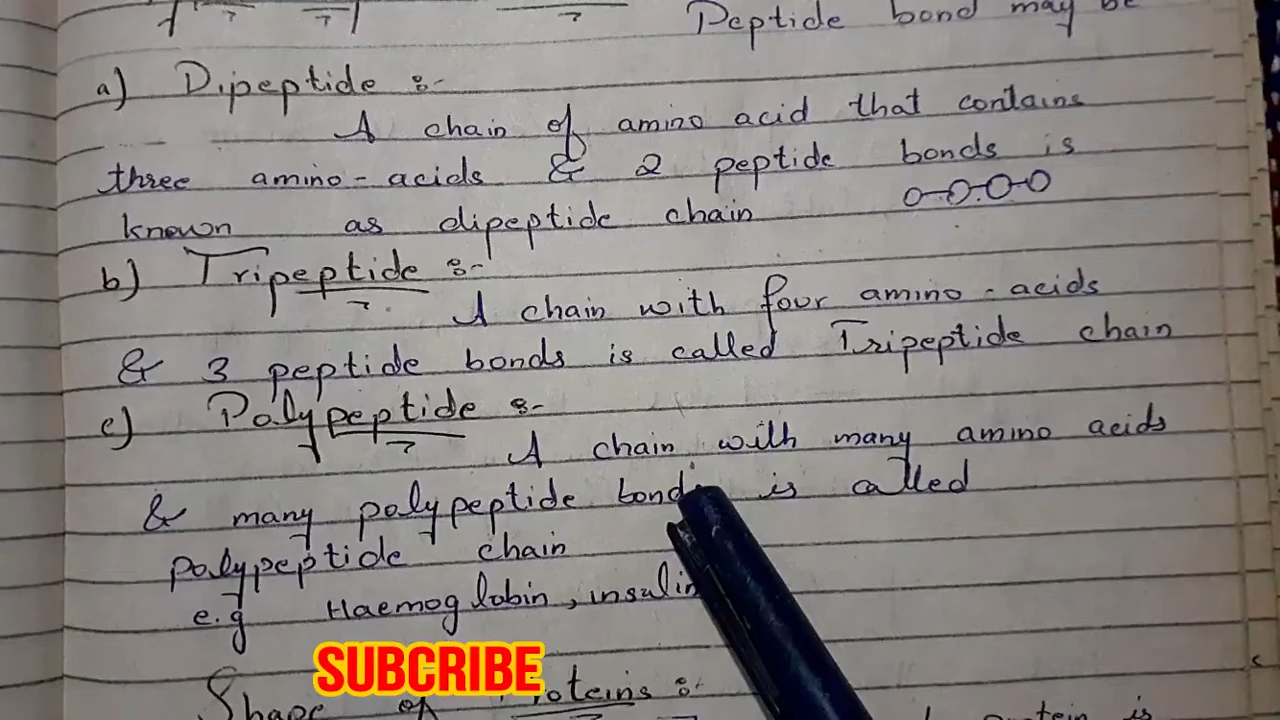 Peptide bond may be
a) Dipeptide :-
A chain of amino acid that contains
three amino-acids & 2 peptide bonds is
known as dipeptide chain
b) Tripeptide :-
A chain with four amino-acids
& 3 peptide bonds is called Tripeptide chain
c) Polypeptide :-
A chain with many amino acids
& many polypeptide bonds is called
polypeptide chain
e.g Haemoglobin, insulin
SUBCRIBE
Shape of :-
is